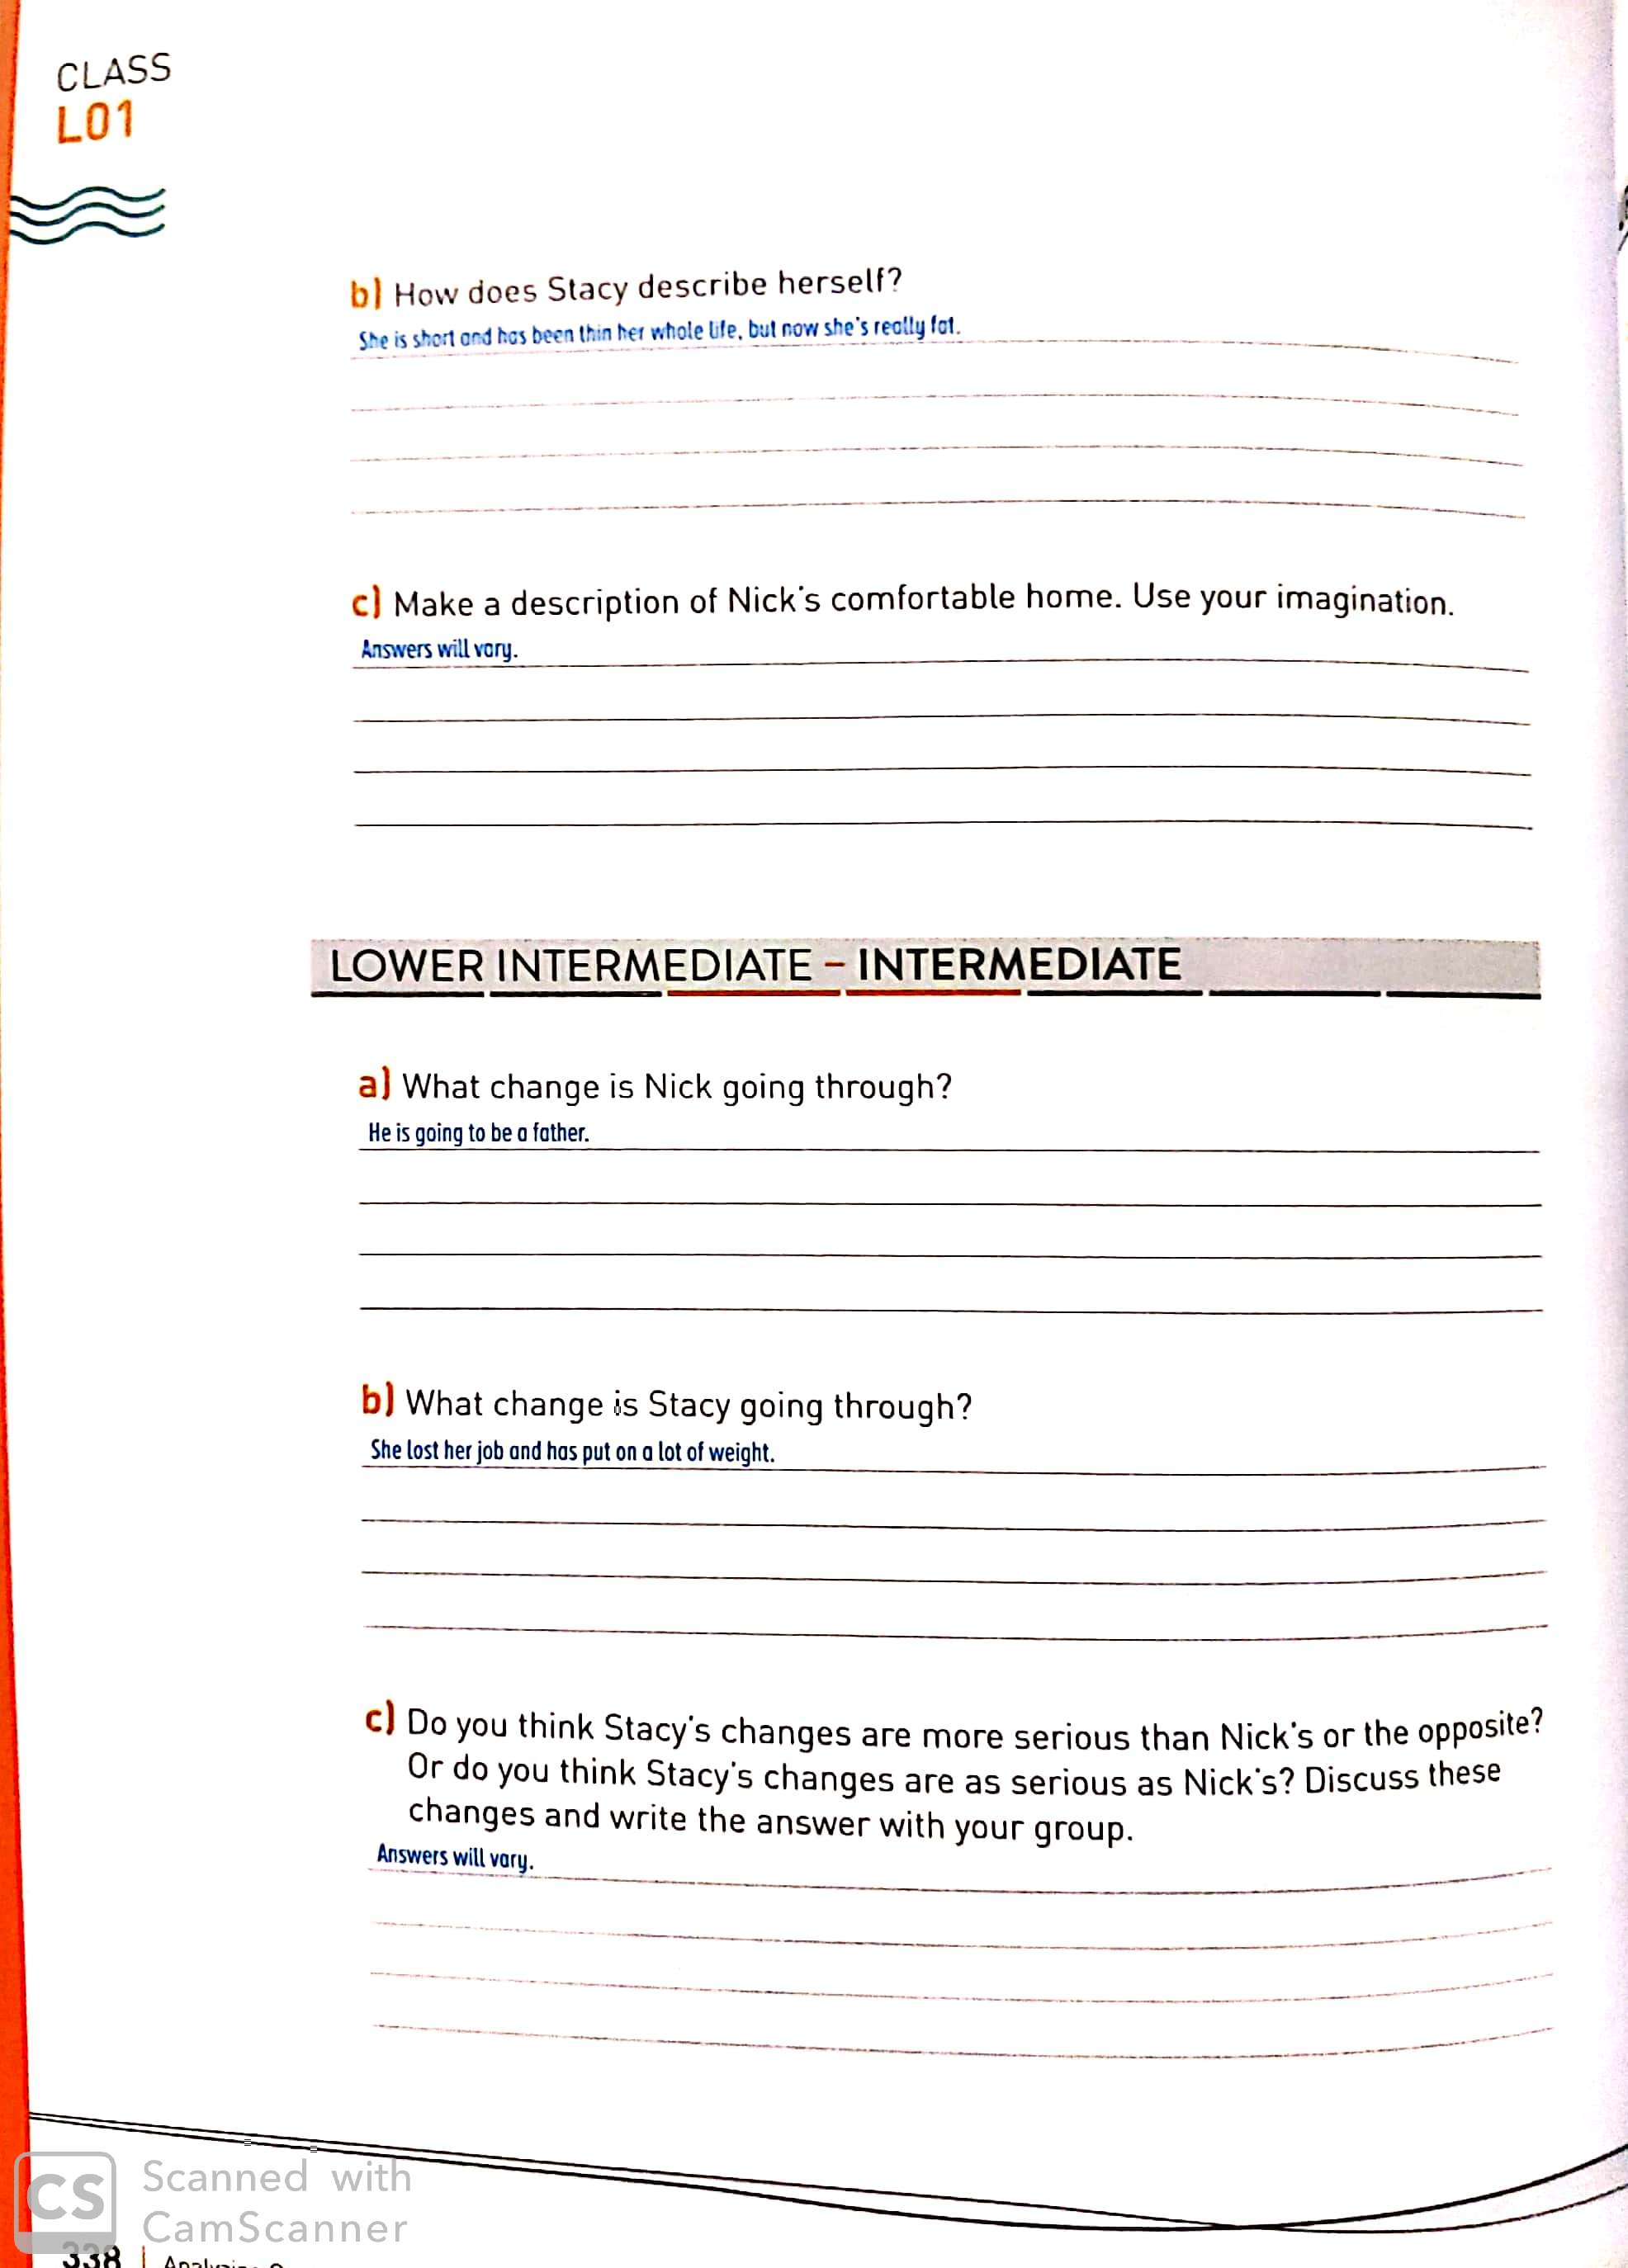 CLASS
L01
b) How does Stacy describe herself?
She is short and has been thin her whole life, but now she's really fat.
c) Make a description of Nick's comfortable home. Use your imagination.
Answers will vary.
LOWER INTERMEDIATE - INTERMEDIATE
a) What change is Nick going through?
He is going to be a father.
b) What change is Stacy going through?
She lost her job and has put on a lot of weight.
c) Do you think Stacy's changes are more serious than Nick's or the opposite?
Or do you think Stacy's changes are as serious as Nick's? Discuss these
changes and write the answer with your group.
Answers will vary.
CS Scanned with
CamScanner
338